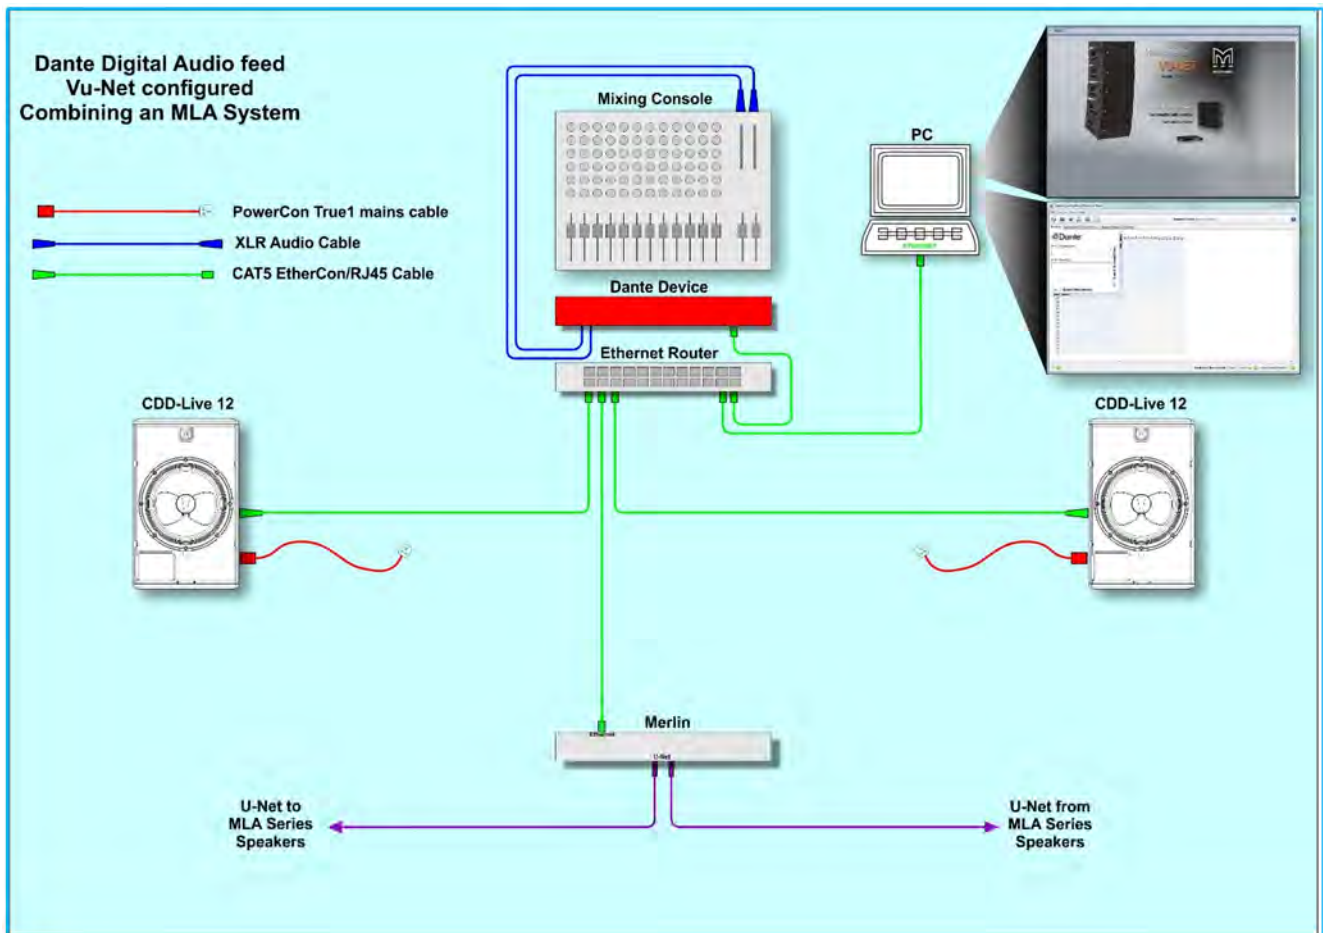 Dante Digital Audio feed
Vu-Net configured
Combining an MLA System
PowerCon True1 mains cable
XLR Audio Cable
CAT5 EtherCon/RJ45 Cable
Mixing Console
PC
ETHERNET
Dante
Dante Device
Ethernet Router
CDD-Live 12
CDD-Live 12
Merlin
Ethernet
U-Net
U-Net to
MLA Series
Speakers
U-Net from
MLA Series
Speakers